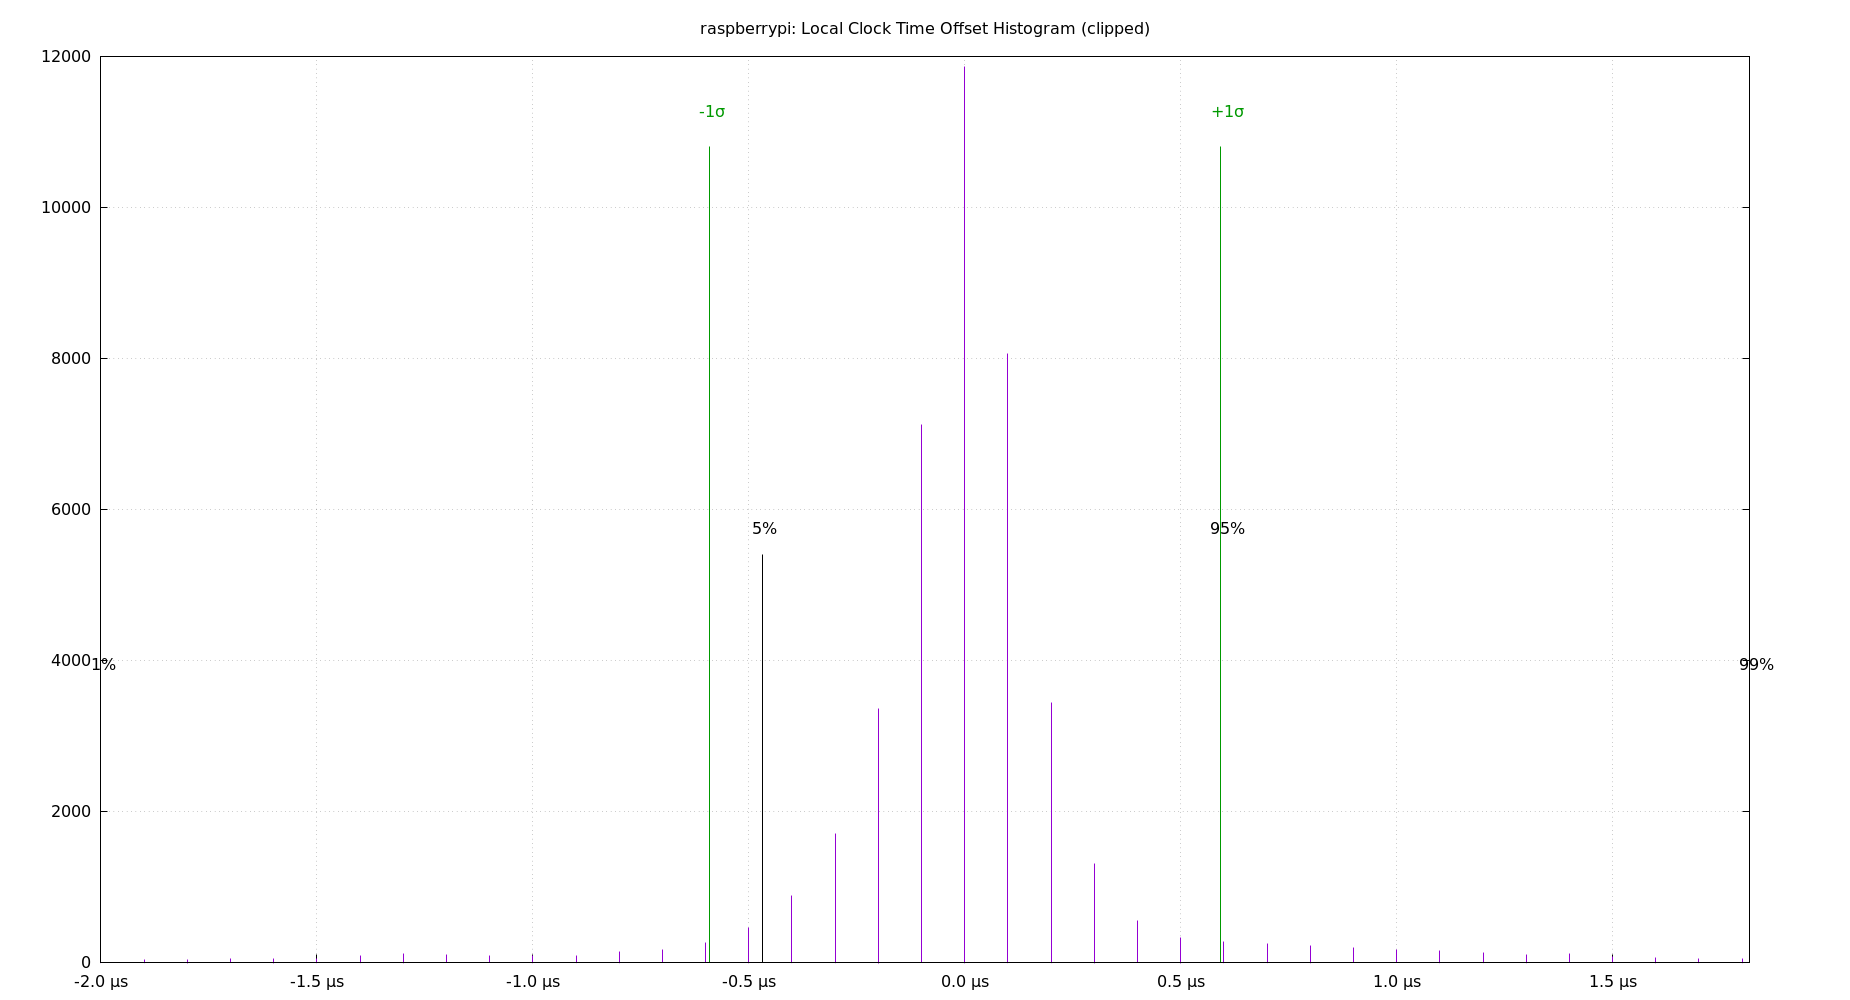 raspberrypi: Local Clock Time Offset Histogram (clipped)
12000
-1σ
+1σ
10000
8000
6000
5%
95%
4000
1%
99%
2000
0
-2.0 µs
-1.5 µs
-1.0 µs
-0.5 µs
0.0 µs
0.5 µs
1.0 µs
1.5 µs